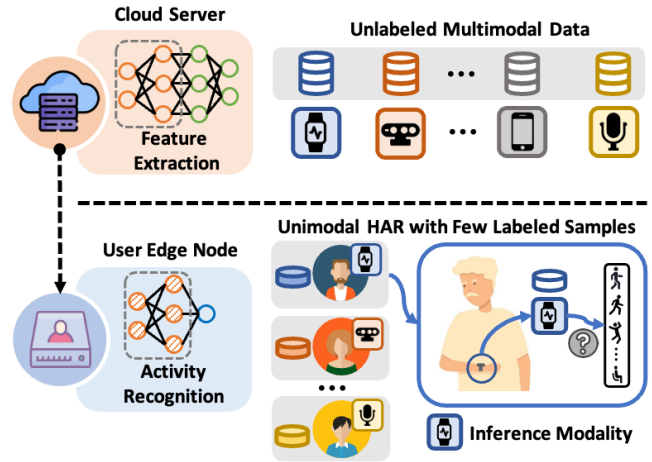 Cloud Server
Unlabeled Multimodal Data
Feature
Extraction
User Edge Node
Unimodal HAR with Few Labeled Samples
?
Activity
Recognition
Inference Modality